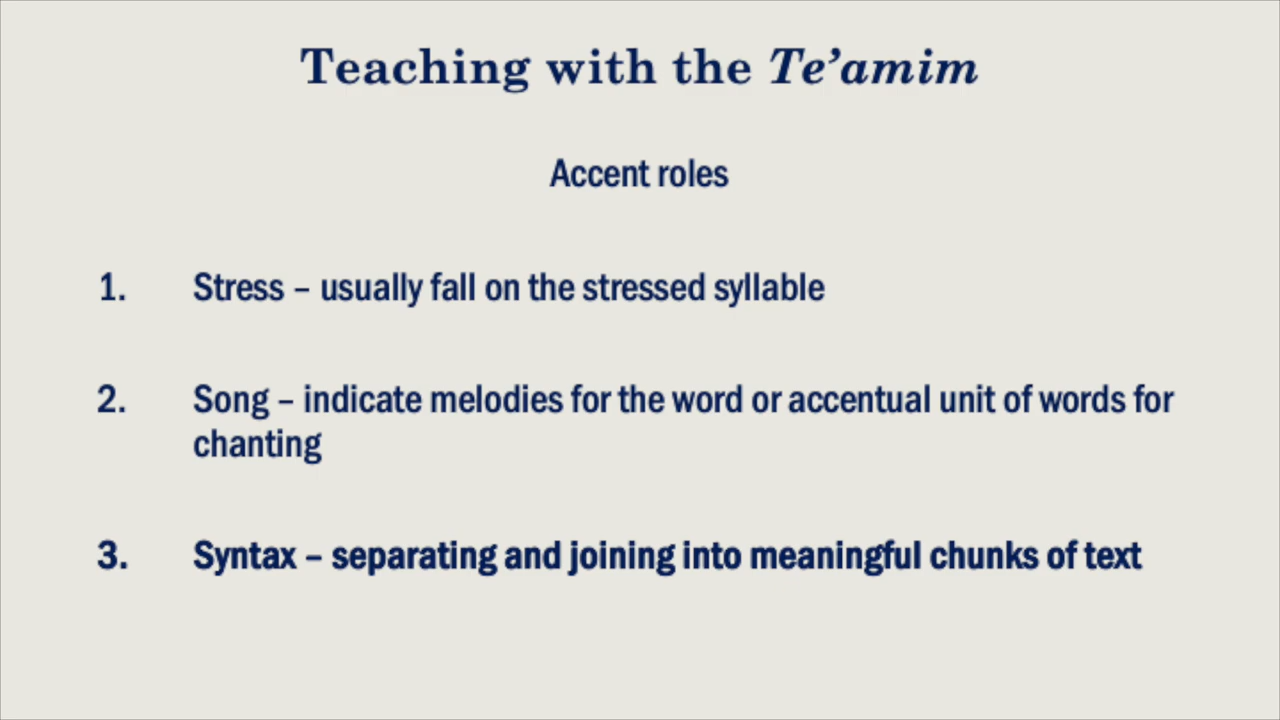 Teaching with the Te’amim
Accent roles
1. Stress – usually fall on the stressed syllable
2. Song – indicate melodies for the word or accentual unit of words for
chanting
3. Syntax – separating and joining into meaningful chunks of text